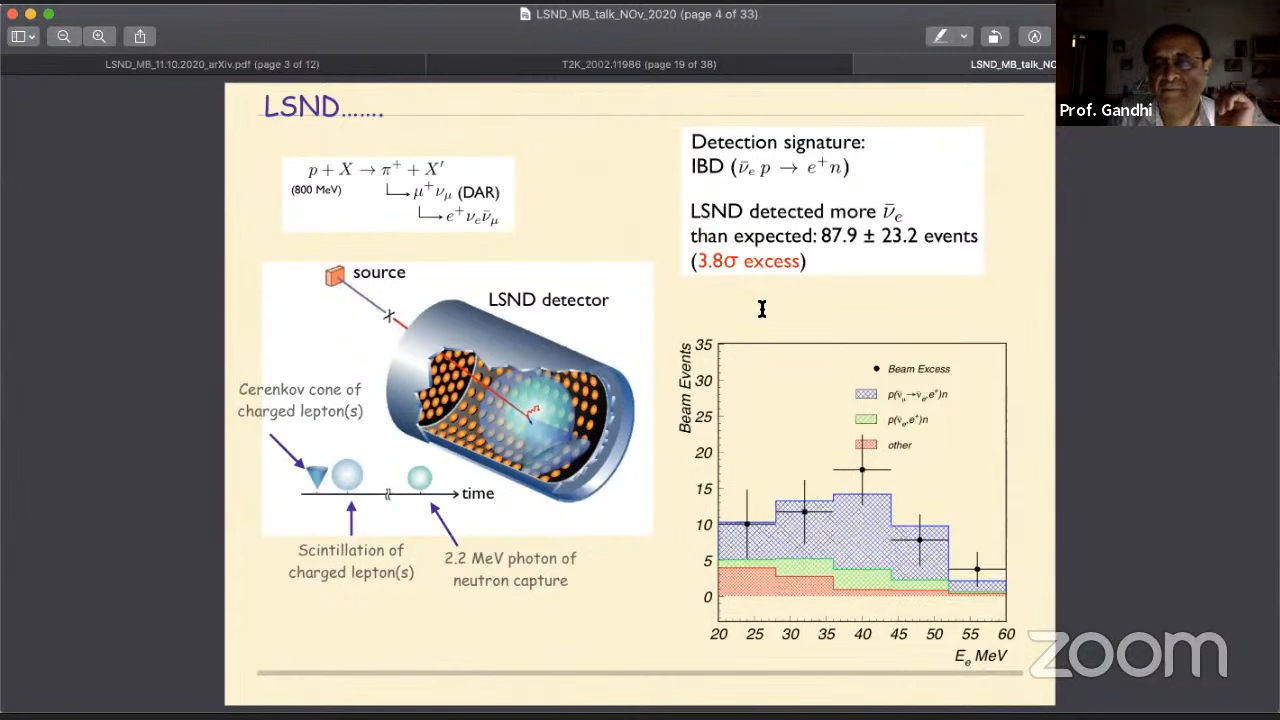 LSND_MB_talk_NOv_2020 (page 4 of 33)
LSND_MB_11.10.2020_arXiv.pdf (page 3 of 12)
T2K_2002.11986 (page 19 of 38)
LSND_MB_talk_NO
Prof. Gandhi
LSND.......
p + X → π⁺ + X′
(800 MeV)
μ⁺ν_μ (DAR)
e⁺ν_e ν̄_μ
Detection signature:
IBD (ν̄_e p → e⁺n)
LSND detected more ν̄_e
than expected: 87.9 ± 23.2 events
(3.8σ excess)
source
LSND detector
Cerenkov cone of
charged lepton(s)
time
Scintillation of
charged lepton(s)
2.2 MeV photon of
neutron capture
Beam Events
35
30
25
20
15
10
5
0
Beam Excess
p(ν̄_μ→ν̄_e,e⁺)n
p(ν̄_e,e⁺)n
other
20 25 30 35 40 45 50 55 60
E_e MeV
zoom